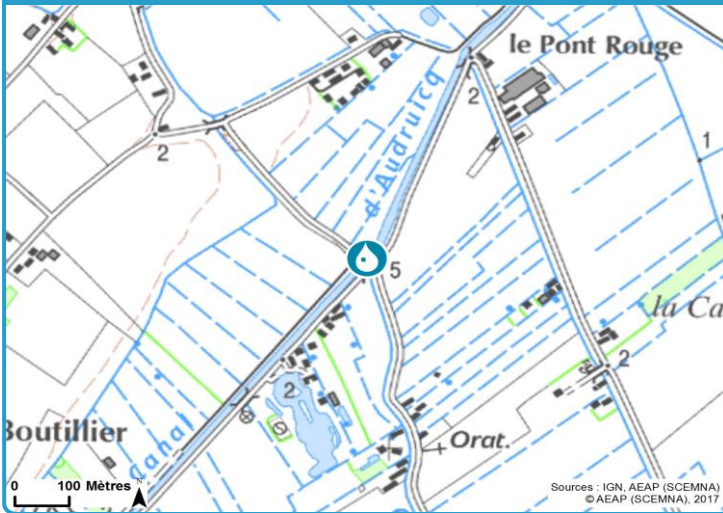 le Pont Rouge
2
2
1
d'Audruicq
5
la Ca
2
2
Boutillier
Canal
Orat.
N
0 100 Mètres
Sources : IGN, AEAP (SCEMNA)
© AEAP (SCEMNA), 2017